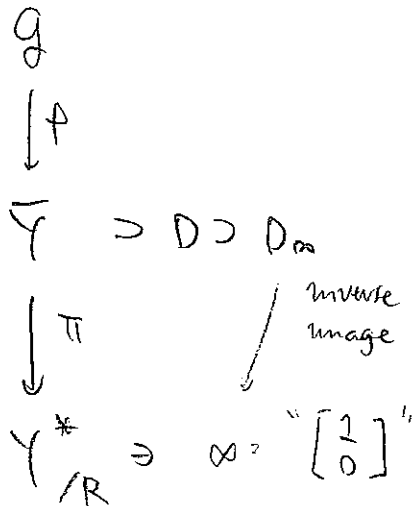 g
↓ p
Y̅ ⊃ D ⊃ D∞
↓ π inverse image
Y* /R ∋ ∞ = "[1 0]"